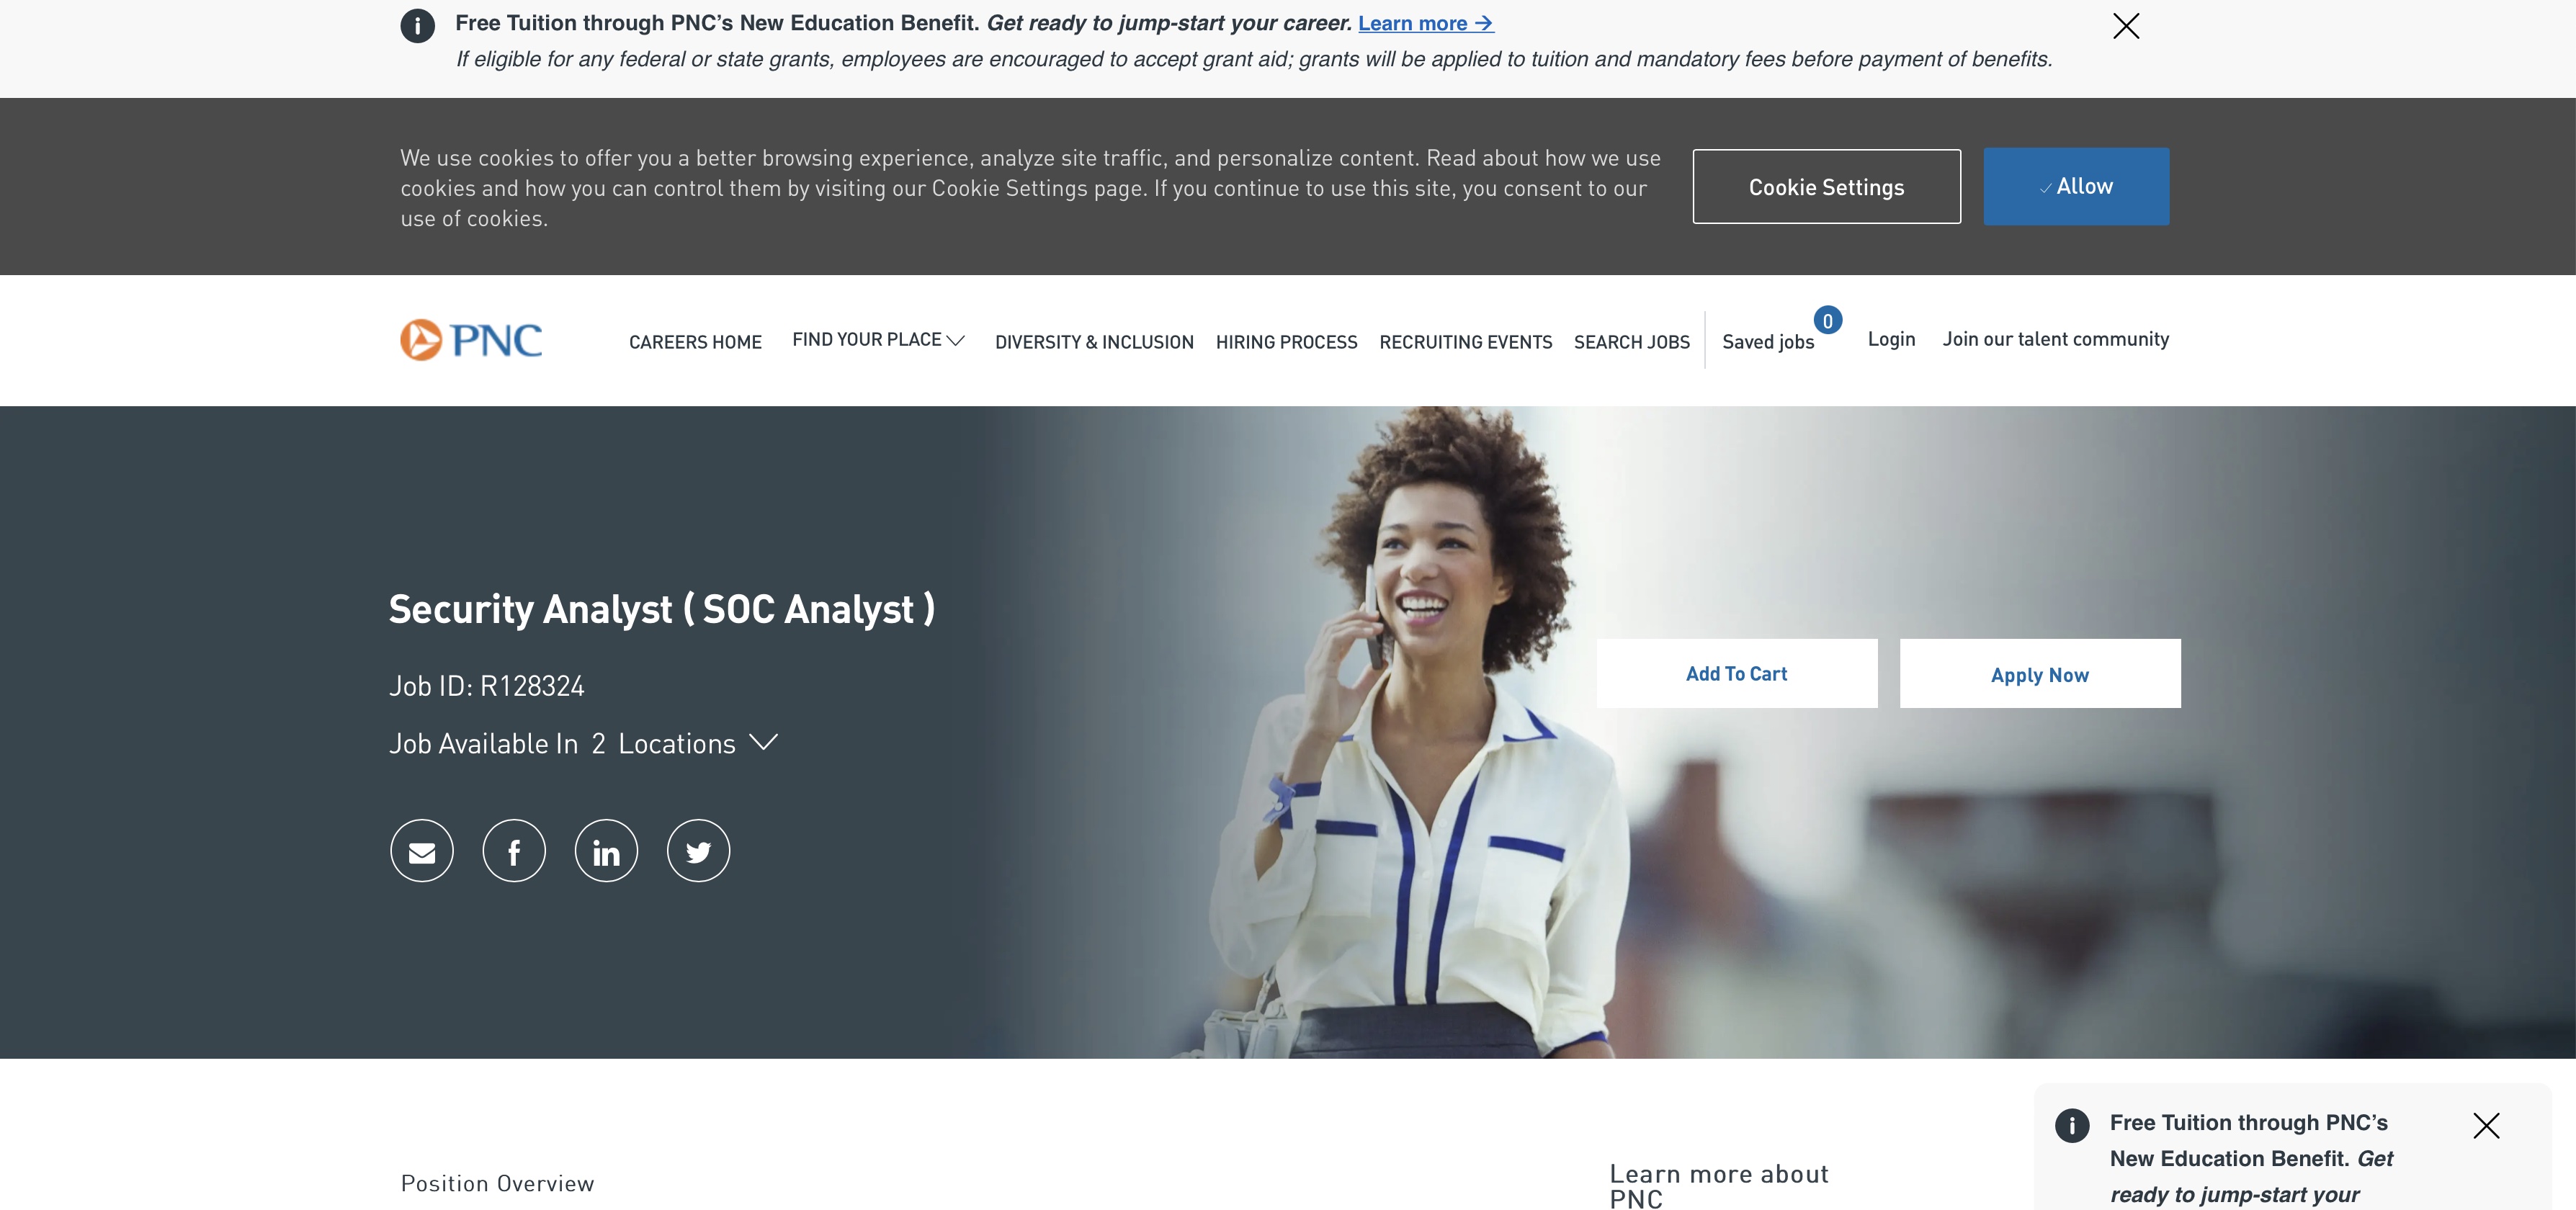 Free Tuition through PNC’s New Education Benefit. Get ready to jump-start your career. Learn more →
If eligible for any federal or state grants, employees are encouraged to accept grant aid; grants will be applied to tuition and mandatory fees before payment of benefits.
We use cookies to offer you a better browsing experience, analyze site traffic, and personalize content. Read about how we use
cookies and how you can control them by visiting our Cookie Settings page. If you continue to use this site, you consent to our
use of cookies.
Cookie Settings
Allow
PNC
CAREERS HOME
FIND YOUR PLACE
DIVERSITY & INCLUSION
HIRING PROCESS
RECRUITING EVENTS
SEARCH JOBS
Saved jobs
0
Login
Join our talent community
Security Analyst ( SOC Analyst )
Job ID: R128324
Job Available In 2 Locations
Add To Cart
Apply Now
Position Overview
Learn more about
PNC
Free Tuition through PNC’s
New Education Benefit. Get
ready to jump-start your